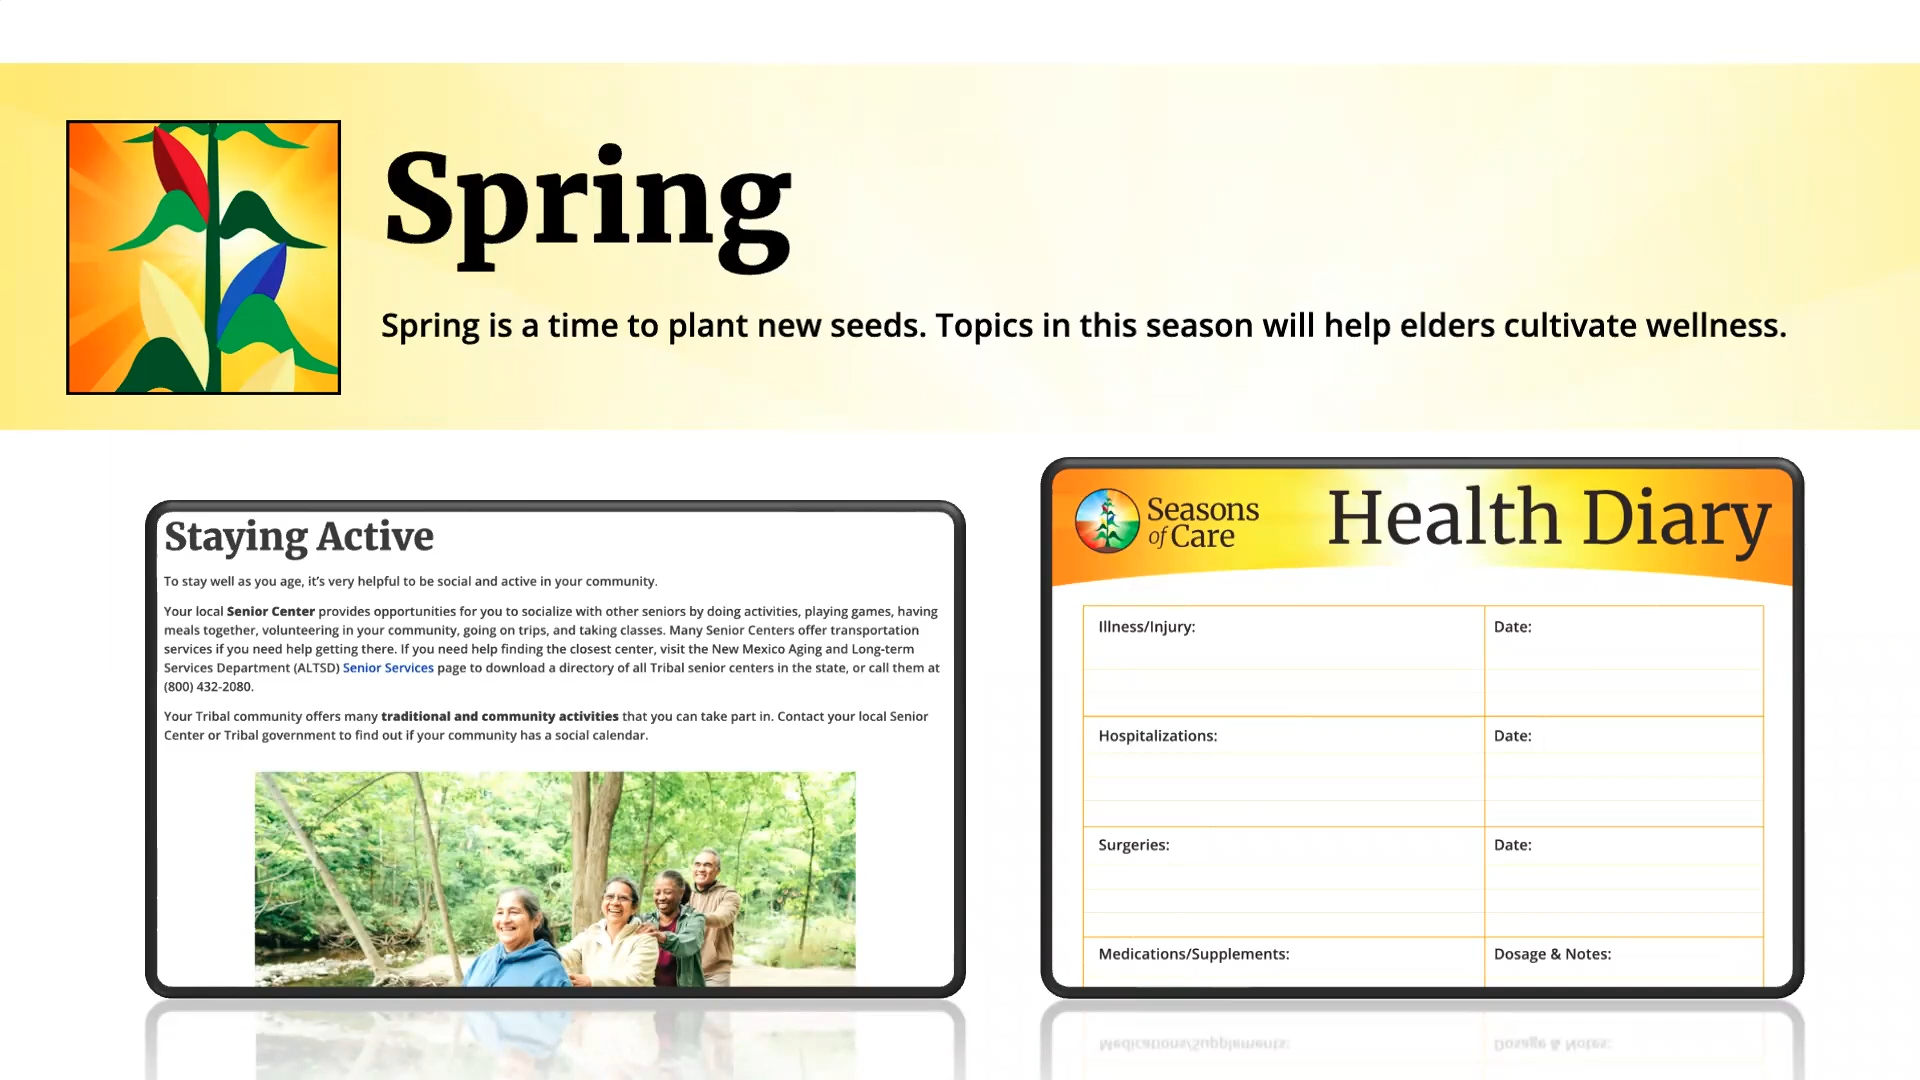 Spring
Spring is a time to plant new seeds. Topics in this season will help elders cultivate wellness.
Staying Active
To stay well as you age, it's very helpful to be social and active in your community.
Your local Senior Center provides opportunities for you to socialize with other seniors by doing activities, playing games, having
meals together, volunteering in your community, going on trips, and taking classes. Many Senior Centers offer transportation
services if you need help getting there. If you need help finding the closest center, visit the New Mexico Aging and Long-term
Services Department (ALTSD) Senior Services page to download a directory of all Tribal senior centers in the state, or call them at
(800) 432-2080.
Your Tribal community offers many traditional and community activities that you can take part in. Contact your local Senior
Center or Tribal government to find out if your community has a social calendar.
Seasons
of Care
Health Diary
Illness/Injury:
Date:
Hospitalizations:
Date:
Surgeries:
Date:
Medications/Supplements:
Dosage & Notes: